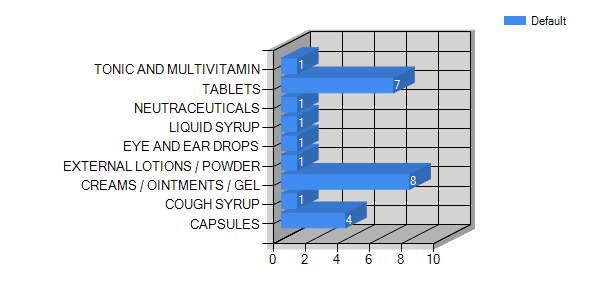 Default
TONIC AND MULTIVITAMIN 1
TABLETS 7
NEUTRACEUTICALS 1
LIQUID SYRUP 1
EYE AND EAR DROPS 1
EXTERNAL LOTIONS / POWDER 1
CREAMS / OINTMENTS / GEL 8
COUGH SYRUP 1
CAPSULES 4
0 2 4 6 8 10